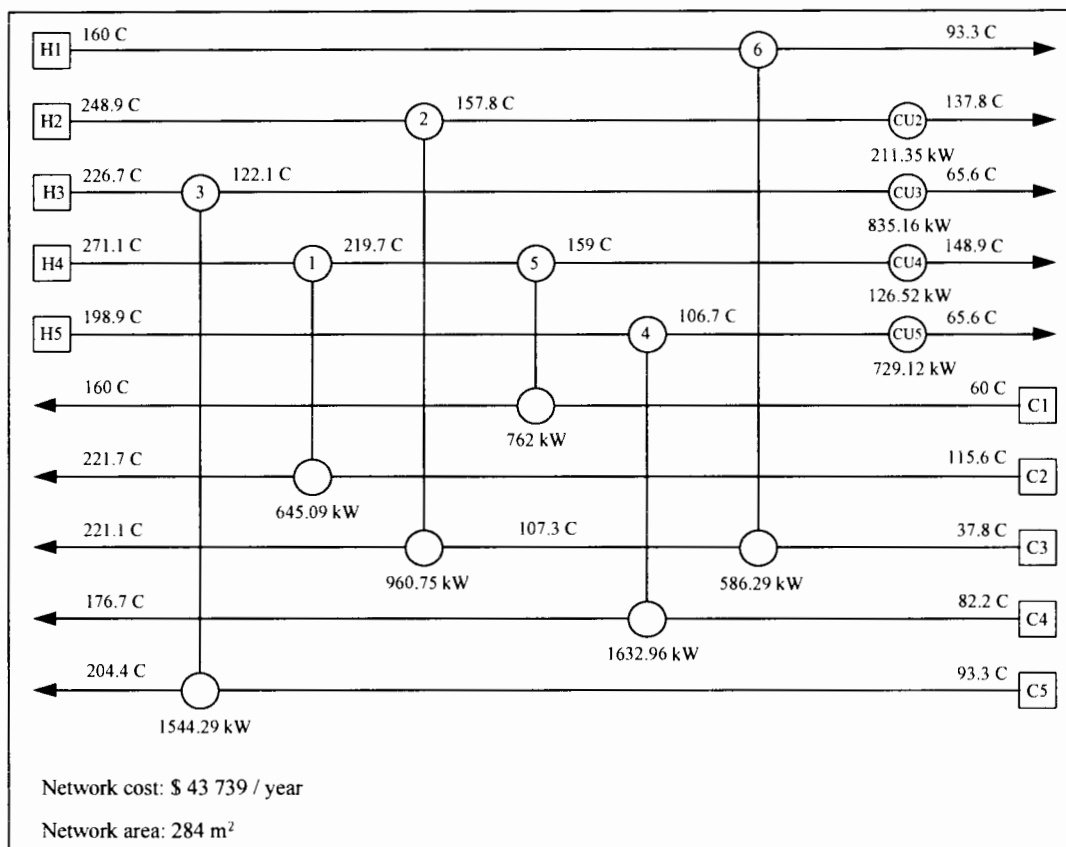 160 C 93.3 C
H1 6
248.9 C 157.8 C 137.8 C
H2 2 CU2
211.35 kW
226.7 C 122.1 C 65.6 C
H3 3 CU3
835.16 kW
271.1 C 219.7 C 159 C 148.9 C
H4 1 5 CU4
126.52 kW
198.9 C 106.7 C 65.6 C
H5 4 CU5
729.12 kW
160 C 60 C
C1
762 kW
221.7 C 115.6 C
C2
645.09 kW
221.1 C 107.3 C 37.8 C
C3
960.75 kW 586.29 kW
176.7 C 82.2 C
C4
1632.96 kW
204.4 C 93.3 C
C5
1544.29 kW
Network cost: $ 43 739 / year
Network area: 284 m²